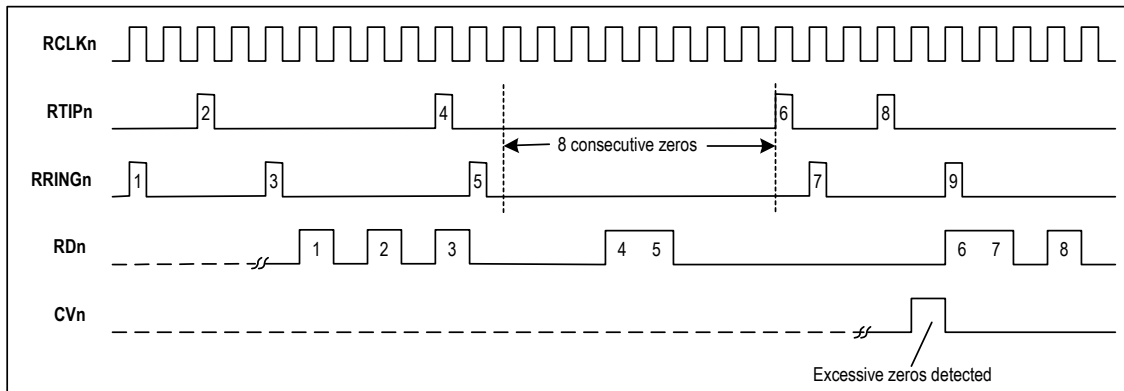 RCLKn
RTIPn 2 4 6 8
8 consecutive zeros
RRINGn 1 3 5 7 9
RDn 1 2 3 4 5 6 7 8
CVn
Excessive zeros detected